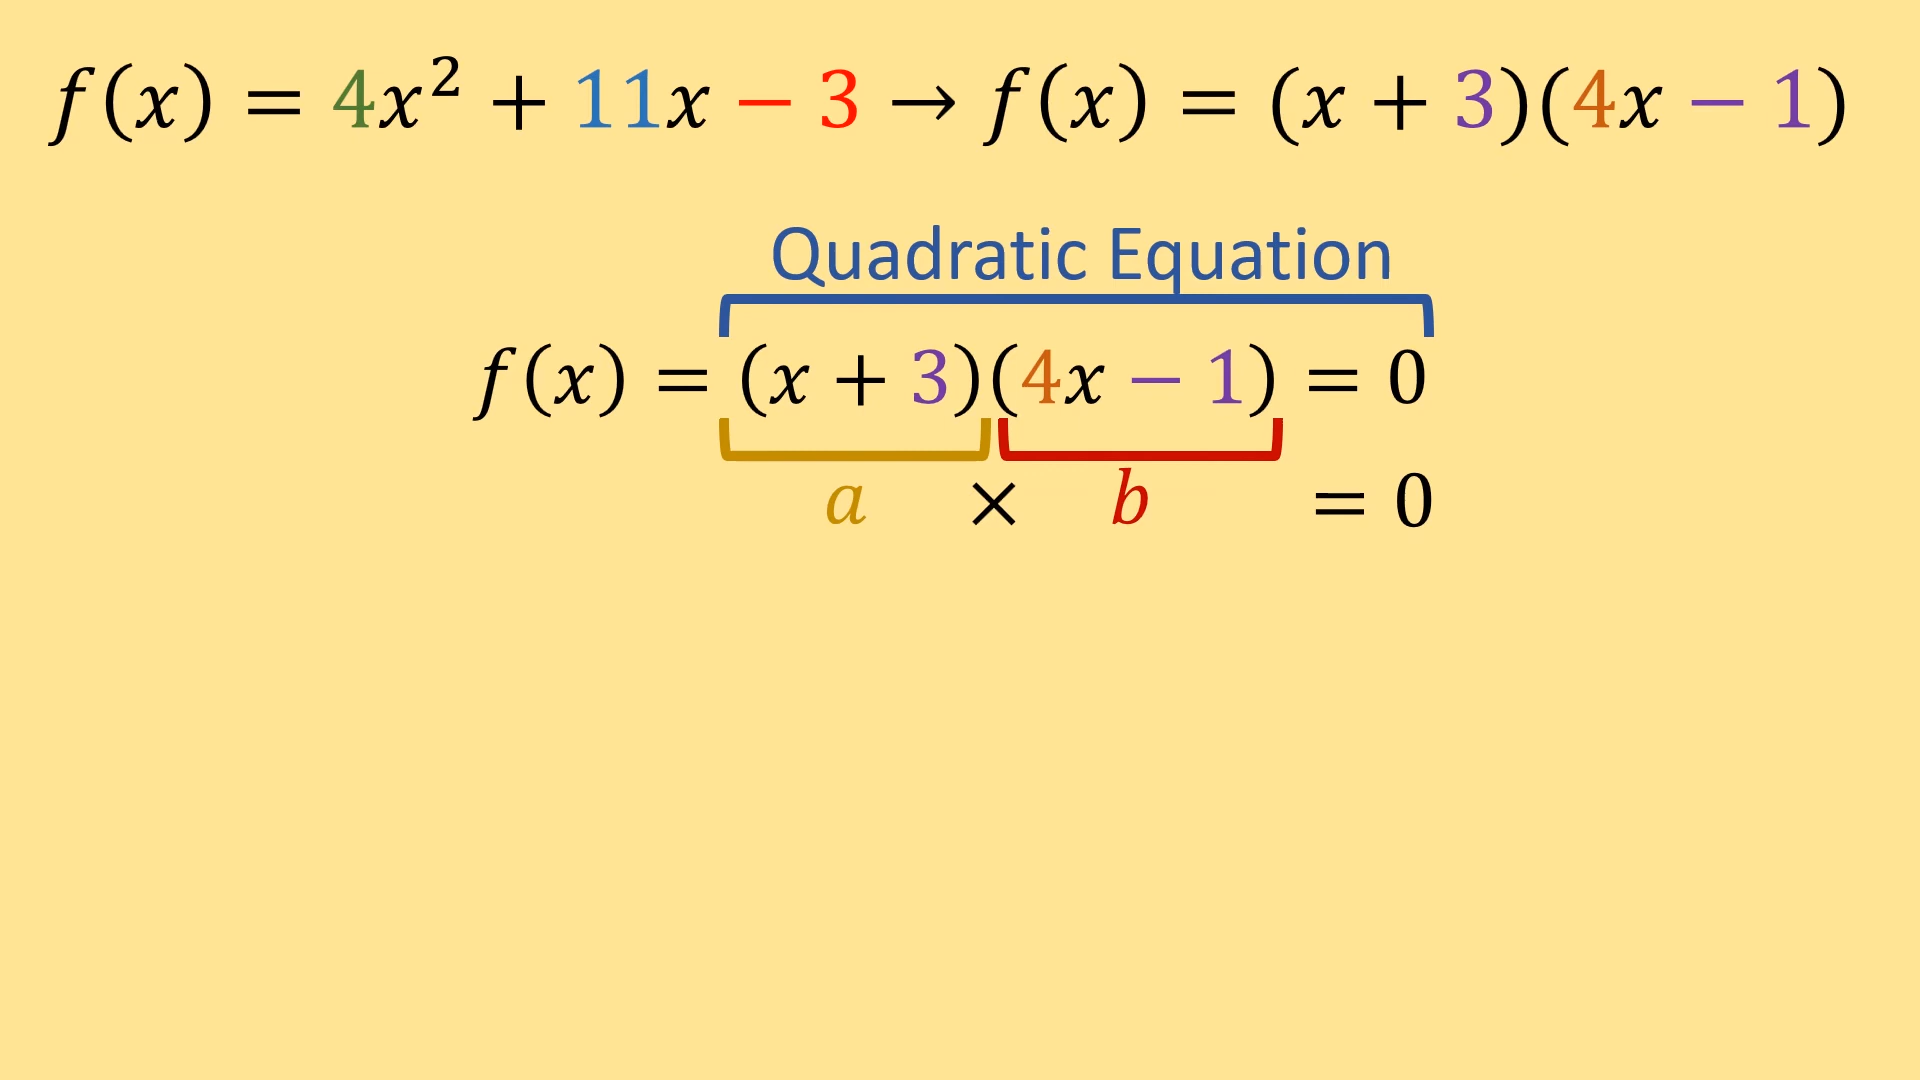 f(x) = 4x² + 11x − 3 → f(x) = (x + 3)(4x − 1)
Quadratic Equation
f(x) = (x + 3)(4x − 1) = 0
a × b = 0